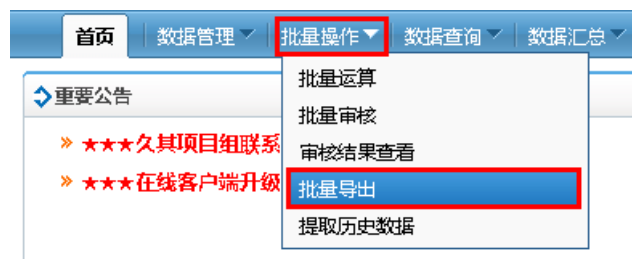 首页 数据管理 批量操作 数据查询 数据汇总
重要公告
批量运算
批量审核
» ★★★久其项目组联系
审核结果查看
» ★★★在线客户端升级
批量导出
提取历史数据